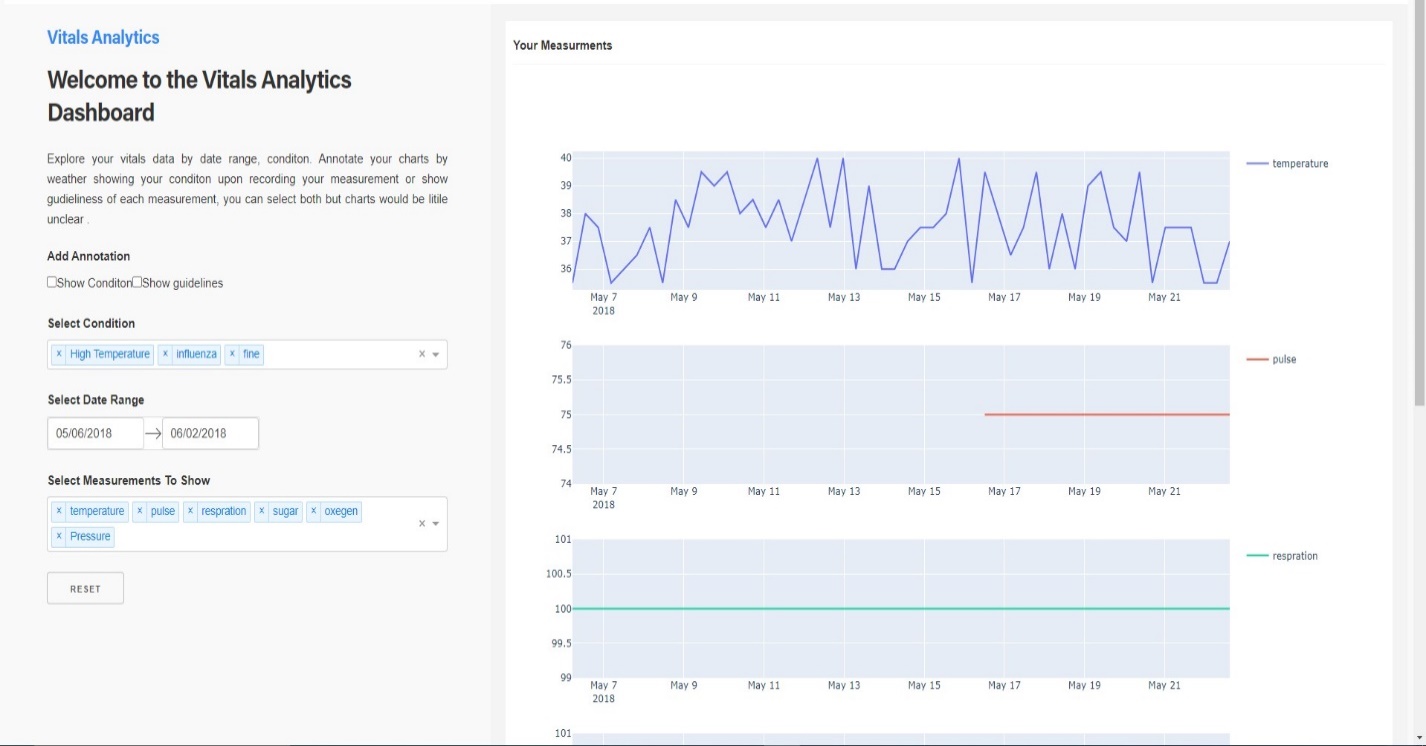 Vitals Analytics
Welcome to the Vitals Analytics
Dashboard
Explore your vitals data by date range, conditon. Annotate your charts by
weather showing your conditon upon recording your measurement or show
gudieliness of each measurement, you can select both but charts would be litile
unclear .
Add Annotation
Show Conditon Show guidelines
Select Condition
× High Temperature × influenza × fine × 
Select Date Range
05/06/2018 → 06/02/2018
Select Measurements To Show
× temperature × pulse × respration × sugar × oxegen ×
× Pressure
RESET
Your Measurments
40
39
38
37
36
May 7 May 9 May 11 May 13 May 15 May 17 May 19 May 21
2018
temperature
76
75.5
75
74.5
74
May 7 May 9 May 11 May 13 May 15 May 17 May 19 May 21
2018
pulse
101
100.5
100
99.5
99
May 7 May 9 May 11 May 13 May 15 May 17 May 19 May 21
2018
respration
101